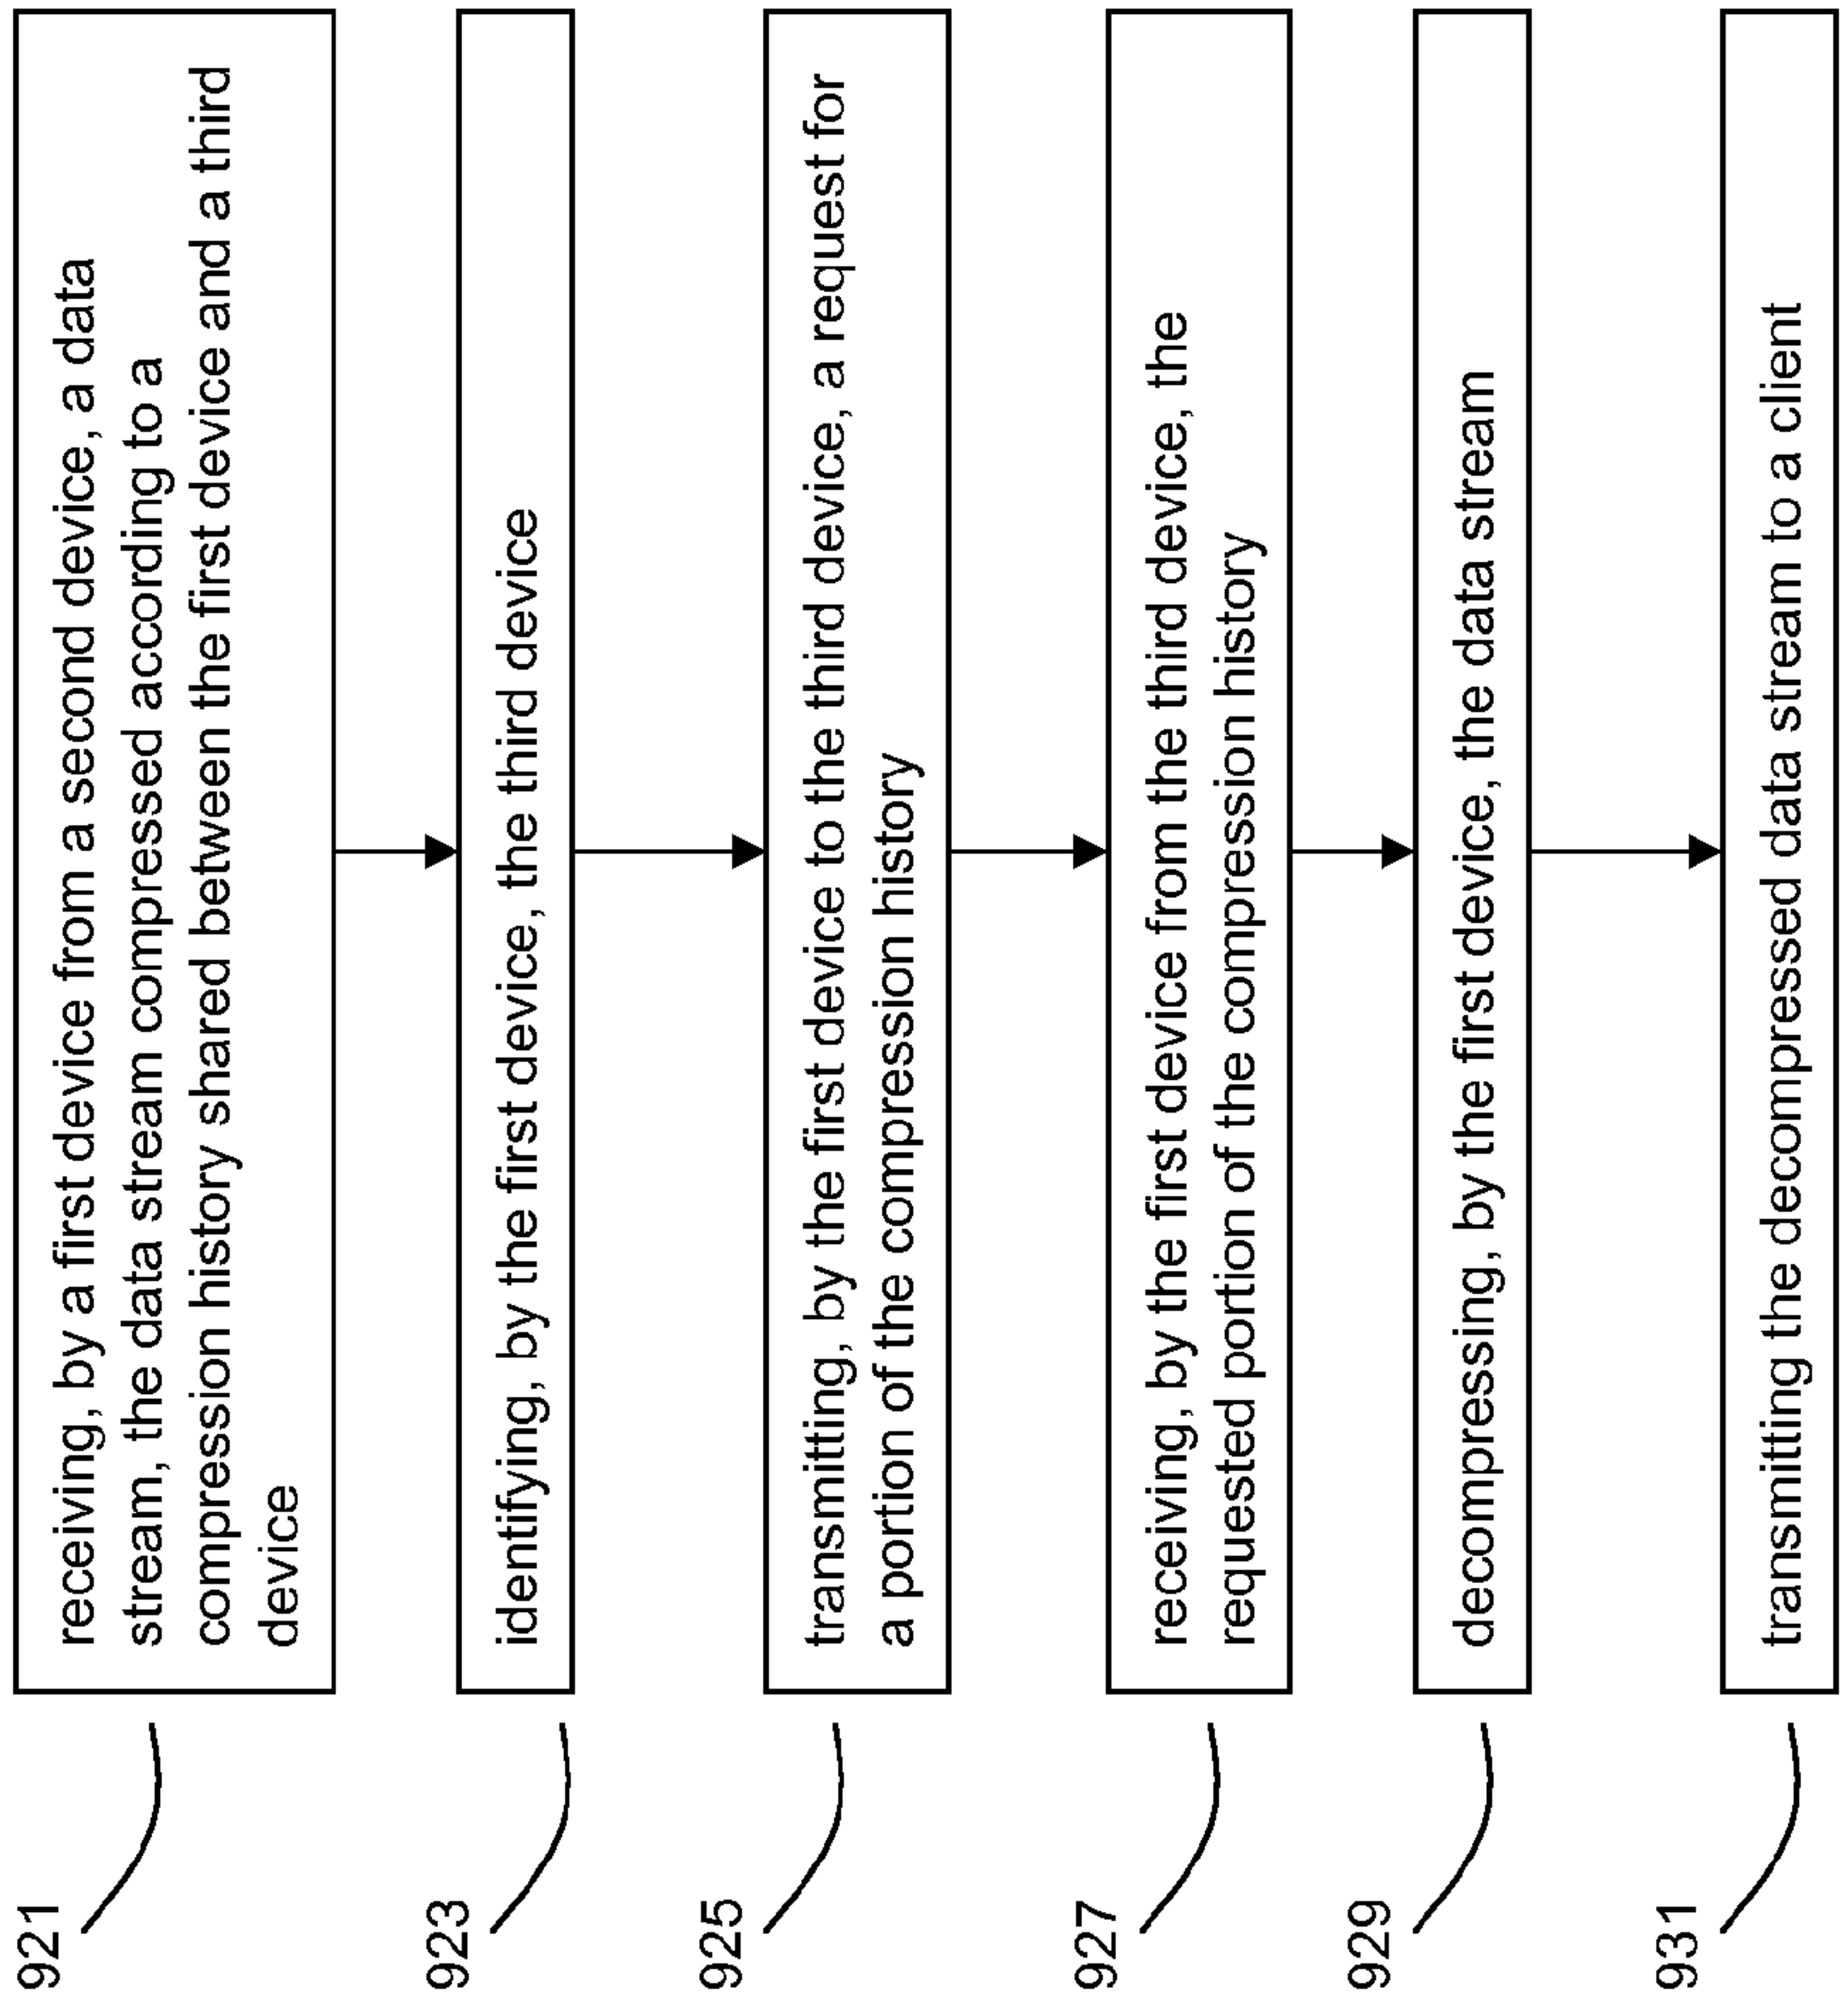 921
receiving, by a first device from a second device, a data
stream, the data stream compressed according to a
compression history shared between the first device and a third
device
923
identifying, by the first device, the third device
925
transmitting, by the first device to the third device, a request for
a portion of the compression history
927
receiving, by the first device from the third device, the
requested portion of the compression history
929
decompressing, by the first device, the data stream
931
transmitting the decompressed data stream to a client